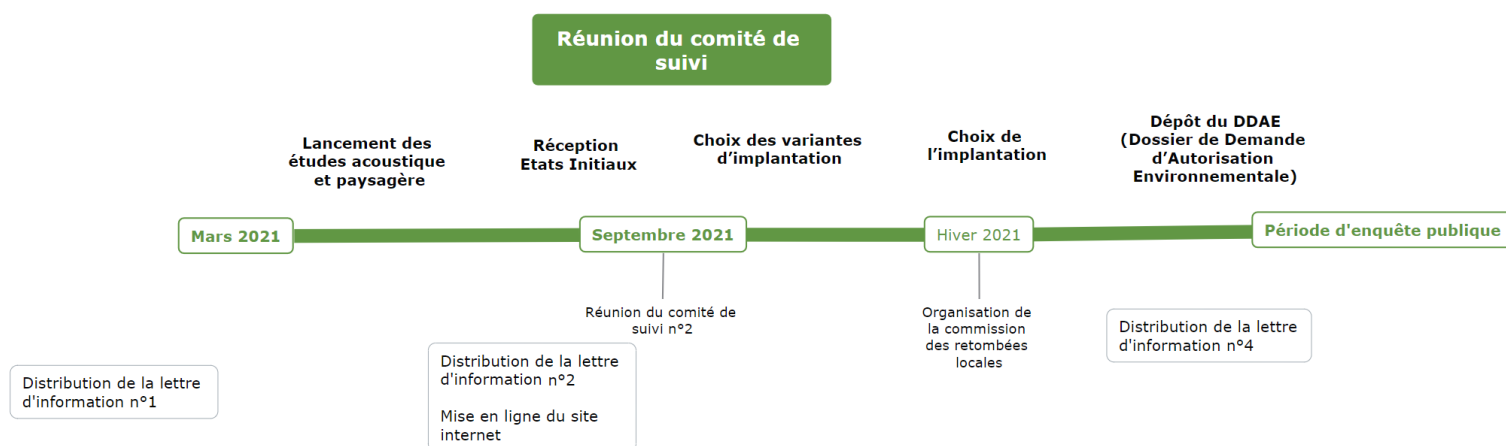 Réunion du comité de
suivi
Lancement des
études acoustique
et paysagère
Réception
Etats Initiaux
Choix des variantes
d’implantation
Choix de
l’implantation
Dépôt du DDAE
(Dossier de Demande
d’Autorisation
Environnementale)
Mars 2021
Septembre 2021
Hiver 2021
Période d'enquête publique
Réunion du comité de
suivi n°2
Organisation de
la commission
des retombées
locales
Distribution de la lettre
d'information n°4
Distribution de la lettre
d'information n°2
Mise en ligne du site
internet
Distribution de la lettre
d'information n°1